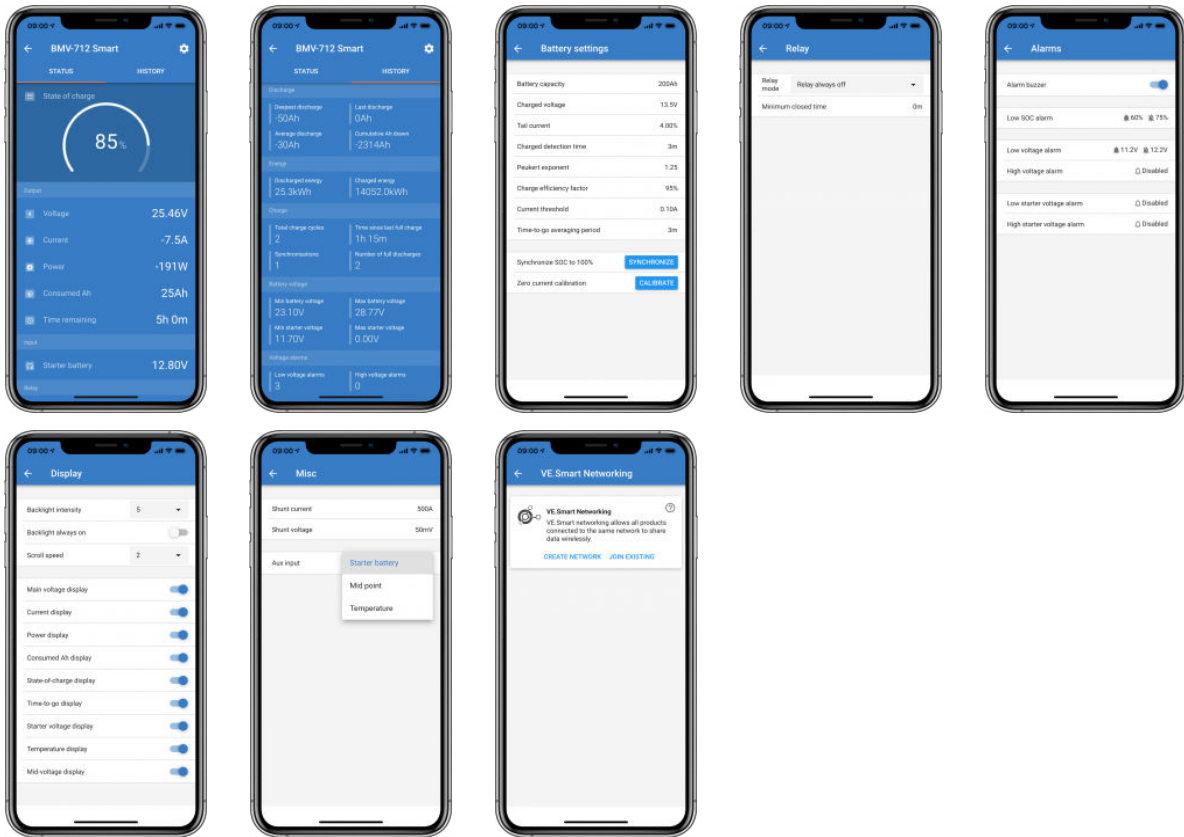 09:00
BMV-712 Smart
STATUS HISTORY
State of charge
85%
Output
Voltage 25.46V
Current -7.5A
Power -191W
Consumed Ah 25Ah
Time remaining 5h 0m
Input
Starter battery 12.80V
Relay
09:00
BMV-712 Smart
STATUS HISTORY
Discharge
Deepest discharge Last discharge
-50Ah 0Ah
Average discharge Cumulative Ah drawn
-30Ah -2314Ah
Energy
Discharged energy Charged energy
25.3kWh 14052.0kWh
Charge
Total charge cycles Time since last full charge
2 1h 15m
Synchronisations Number of full discharges
1 2
Battery voltage
Min battery voltage Max battery voltage
23.10V 28.77V
Min starter voltage Max starter voltage
11.70V 0.00V
Voltage alarms
Low voltage alarms High voltage alarms
3 0
09:00
Battery settings
Battery capacity 200Ah
Charged voltage 13.5V
Tail current 4.00%
Charged detection time 3m
Peukert exponent 1.25
Charge efficiency factor 95%
Current threshold 0.10A
Time-to-go averaging period 3m
Synchronize SOC to 100% SYNCHRONIZE
Zero current calibration CALIBRATE
09:00
Relay
Relay mode Relay always off
Minimum closed time 0m
09:00
Alarms
Alarm buzzer
Low SOC alarm 60% 75%
Low voltage alarm 11.2V 12.2V
High voltage alarm Disabled
Low starter voltage alarm Disabled
High starter voltage alarm Disabled
09:00
Display
Backlight intensity 5
Backlight always on
Scroll speed 2
Main voltage display
Current display
Power display
Consumed Ah display
State-of-charge display
Time-to-go display
Starter voltage display
Temperature display
Mid-voltage display
09:00
Misc
Shunt current 500A
Shunt voltage 50mV
Aux input Starter battery
Mid point
Temperature
09:00
VE.Smart Networking
VE.Smart Networking
VE.Smart networking allows all products
connected to the same network to share
data wirelessly.
CREATE NETWORK JOIN EXISTING